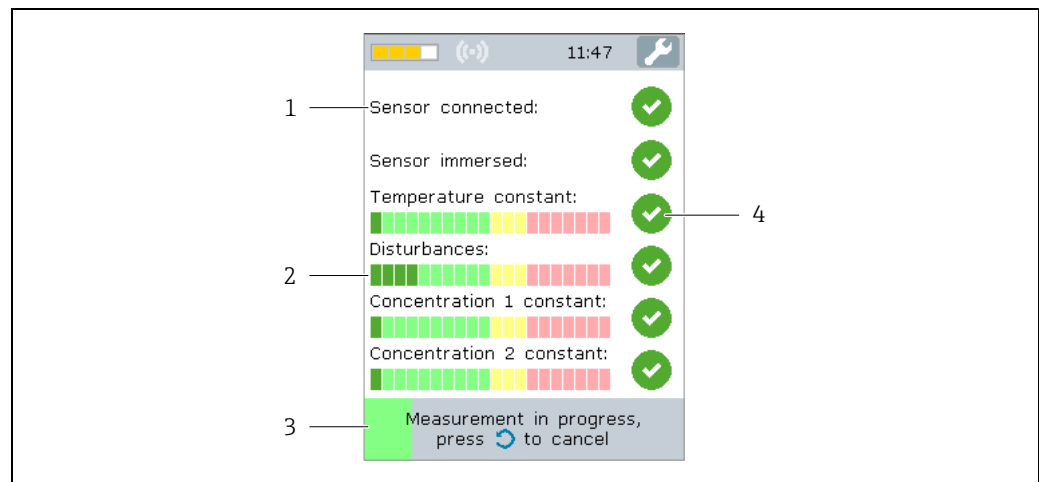 11:47
1
Sensor connected:
Sensor immersed:
Temperature constant:
4
Disturbances:
2
Concentration 1 constant:
Concentration 2 constant:
3
Measurement in progress,
press to cancel